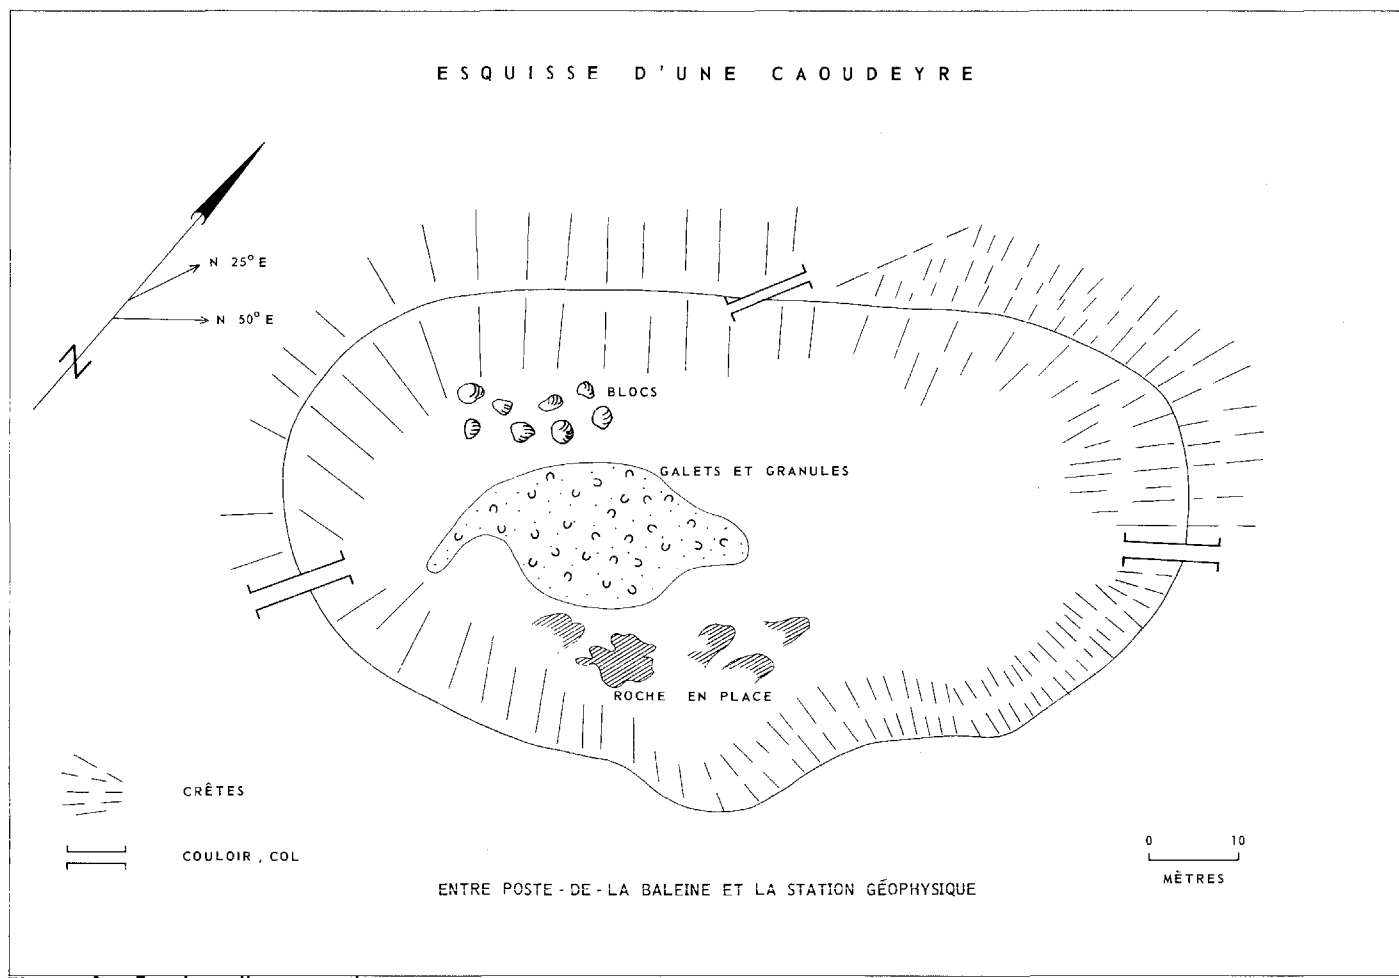 ESQUISSE D'UNE CAOUDEYRE
N 25° E
N 50° E
N
BLOCS
GALETS ET GRANULES
ROCHE EN PLACE
CRÊTES
COULOIR, COL
0 10
MÈTRES
ENTRE POSTE-DE-LA BALEINE ET LA STATION GÉOPHYSIQUE